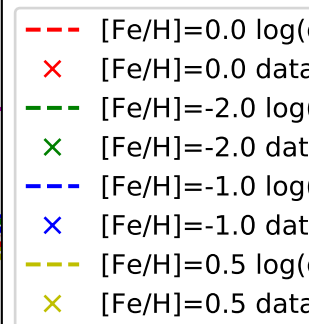 [Fe/H]=0.0 log(
[Fe/H]=0.0 data
[Fe/H]=-2.0 log(
[Fe/H]=-2.0 dat
[Fe/H]=-1.0 log(
[Fe/H]=-1.0 dat
[Fe/H]=0.5 log(
[Fe/H]=0.5 data